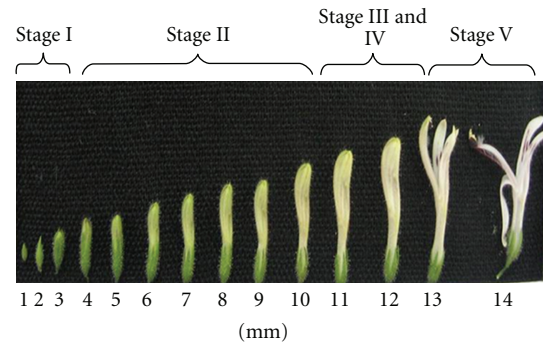 Stage I
Stage II
Stage III and
IV
Stage V
1 2 3 4 5 6 7 8 9 10 11 12 13 14
(mm)